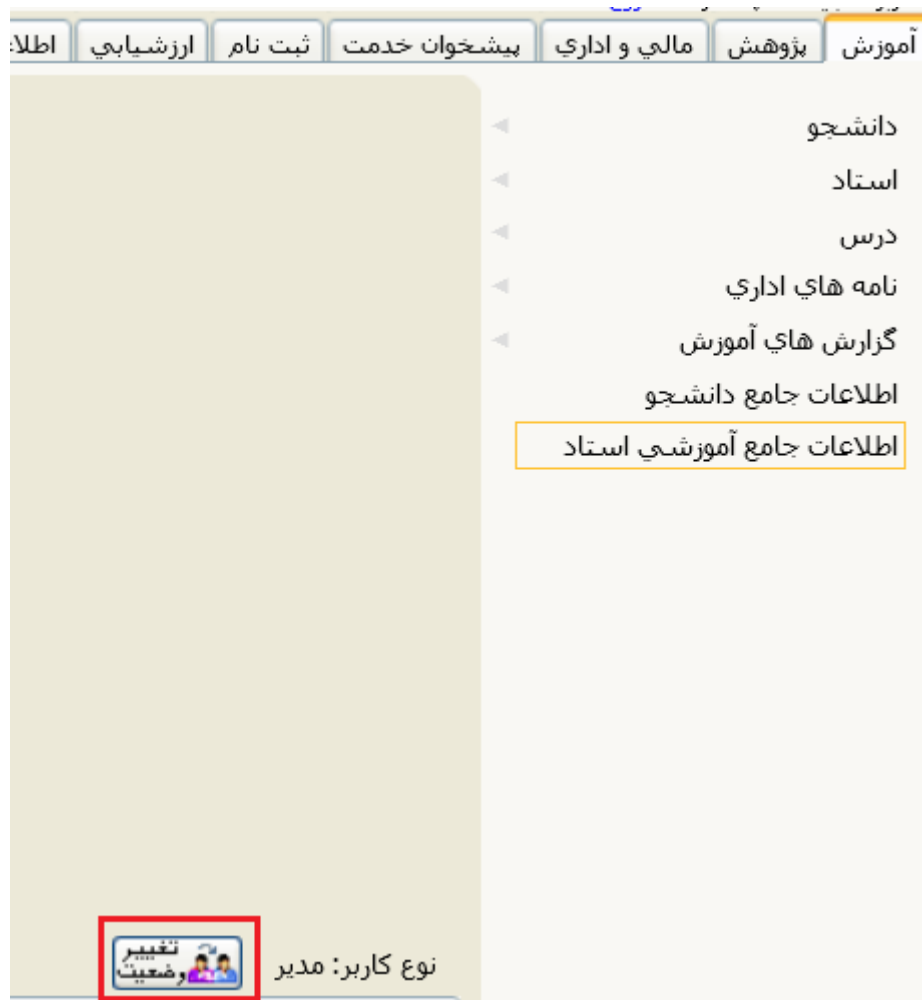 آموزش پژوهش مالي و اداري پيشخوان خدمت ثبت نام ارزشيابي
دانشجو
استاد
درس
نامه هاي اداري
گزارش هاي آموزش
اطلاعات جامع دانشجو
اطلاعات جامع آموزشي استاد
نوع کاربر: مدير تغيير
وضعيت